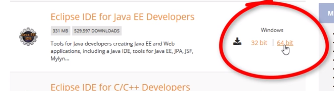 Eclipse IDE for Java EE Developers
331 MB 529,597 DOWNLOADS
Tools for Java developers creating Java EE and Web
applications, including a Java IDE, tools for Java EE, JPA, JSF,
Mylyn...
Windows
32 bit 64 bit
M
Eclipse IDE for C/C++ Developers